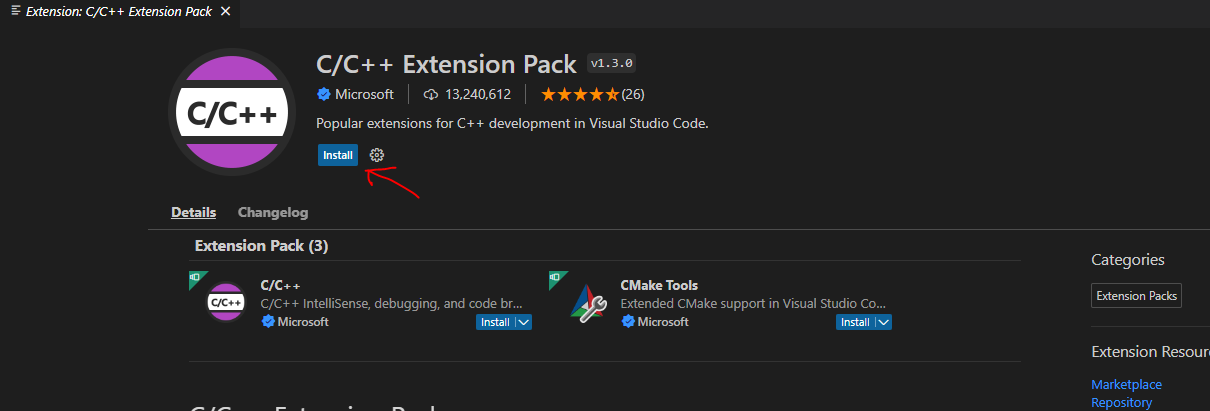 Extension: C/C++ Extension Pack
C/C++ Extension Pack v1.3.0
C/C++
Microsoft 13,240,612 (26)
Popular extensions for C++ development in Visual Studio Code.
Install
Details Changelog
Extension Pack (3)
C/C++
C/C++
C/C++ IntelliSense, debugging, and code br...
Microsoft Install
CMake Tools
Extended CMake support in Visual Studio Co...
Microsoft Install
Categories
Extension Packs
Extension Resour
Marketplace
Repository